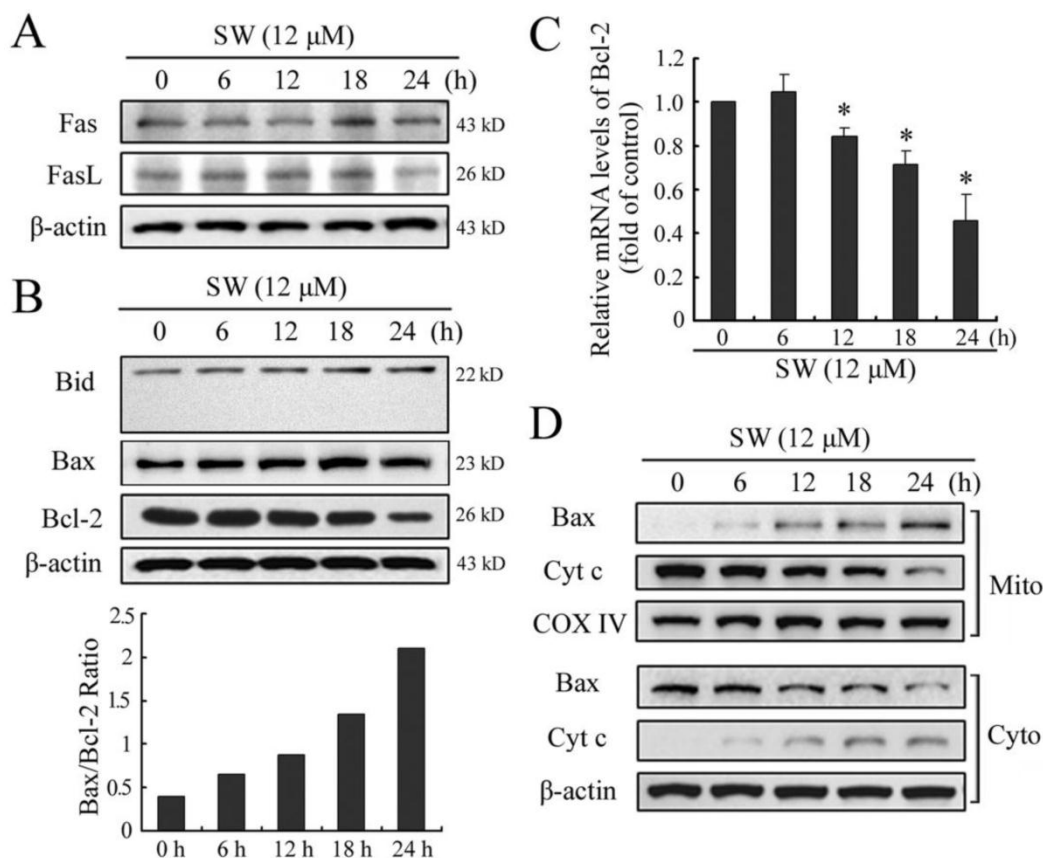 A
SW (12 μM)
0 6 12 18 24 (h)
Fas 43 kD
FasL 26 kD
β-actin 43 kD
B
SW (12 μM)
0 6 12 18 24 (h)
Bid 22 kD
Bax 23 kD
Bcl-2 26 kD
β-actin 43 kD
Bax/Bcl-2 Ratio
2.5
2
1.5
1
0.5
0
0 h 6 h 12 h 18 h 24 h
C
Relative mRNA levels of Bcl-2
(fold of control)
1.2
1.0
0.8
0.6
0.4
0.2
0
* * *
0 6 12 18 24 (h)
SW (12 μM)
D
SW (12 μM)
0 6 12 18 24 (h)
Bax
Cyt c
COX IV
Mito
Bax
Cyt c
β-actin
Cyto